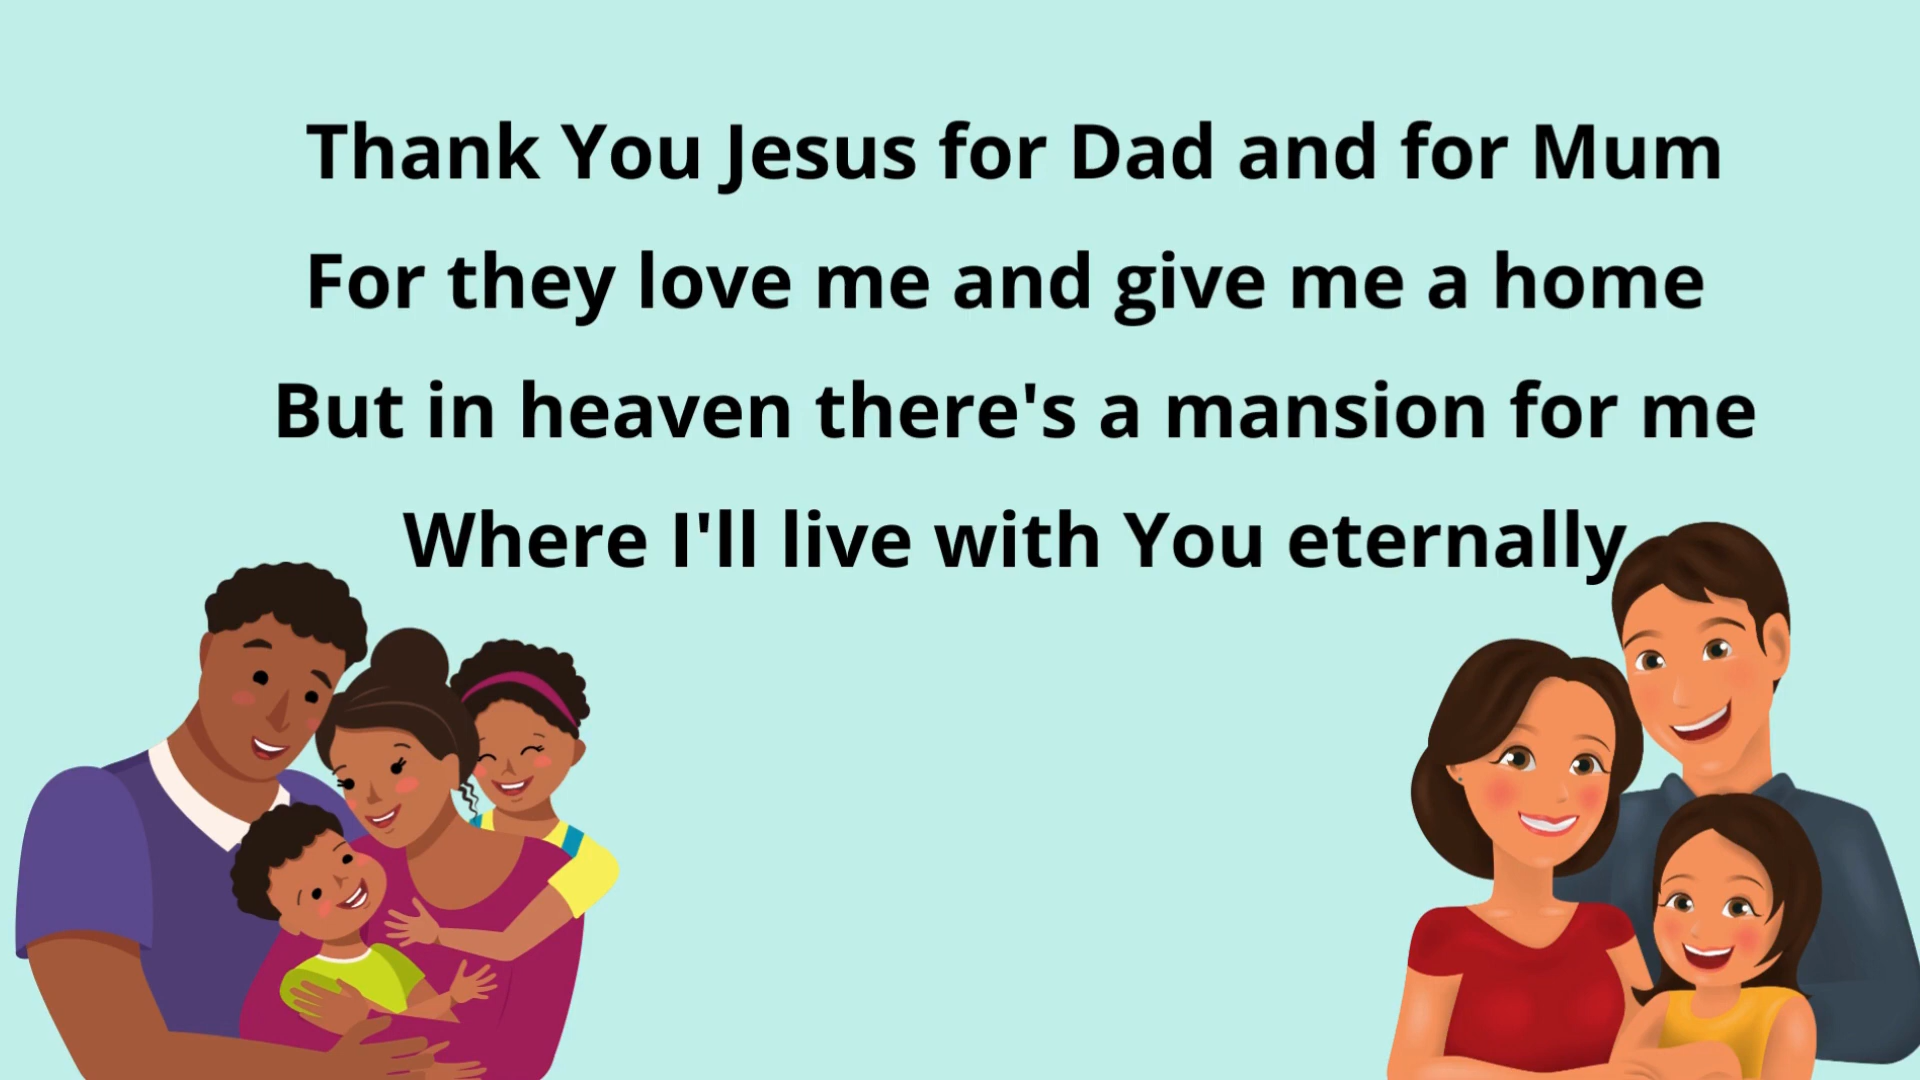 Thank You Jesus for Dad and for Mum
For they love me and give me a home
But in heaven there's a mansion for me
Where I'll live with You eternally